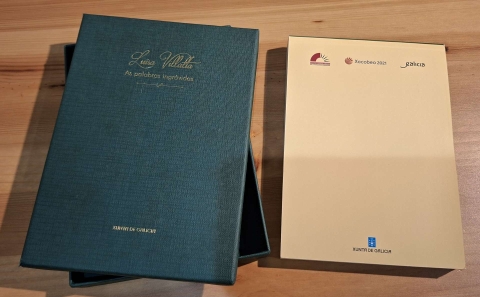 Luísa Villalta
As palabras ingrávidas
XUNTA DE GALICIA
Xacobeo 2021
galicia
XUNTA DE GALICIA